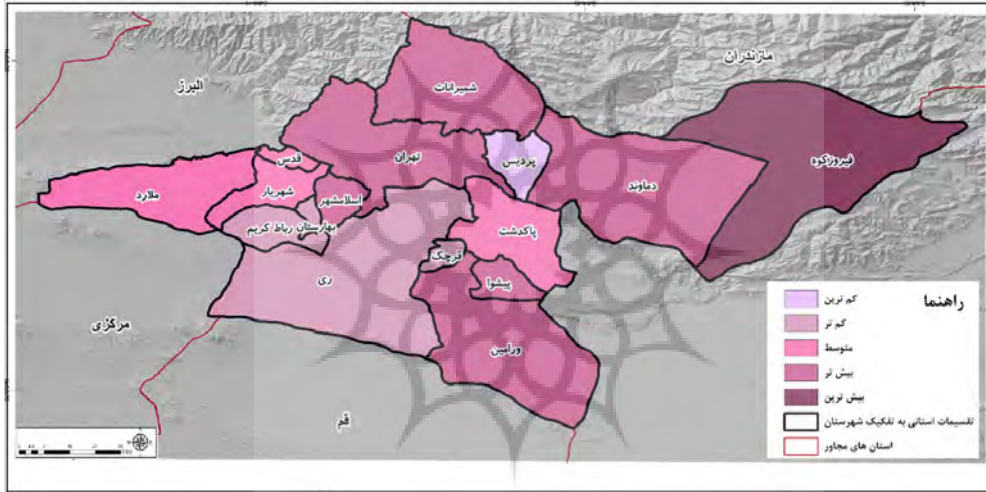 مازندران
البرز
شمیرانات
فیروزکوه
تهران
پردیس
دماوند
قدس
ملارد
شهریار
اسلامشهر
بهارستان
رباط کریم
پاکدشت
قرچک
ری
پیشوا
ورامین
مرکزی
قم
راهنما
کم ترین
کم تر
متوسط
بیش تر
بیش ترین
تقسیمات استانی به تفکیک شهرستان
استان های مجاور